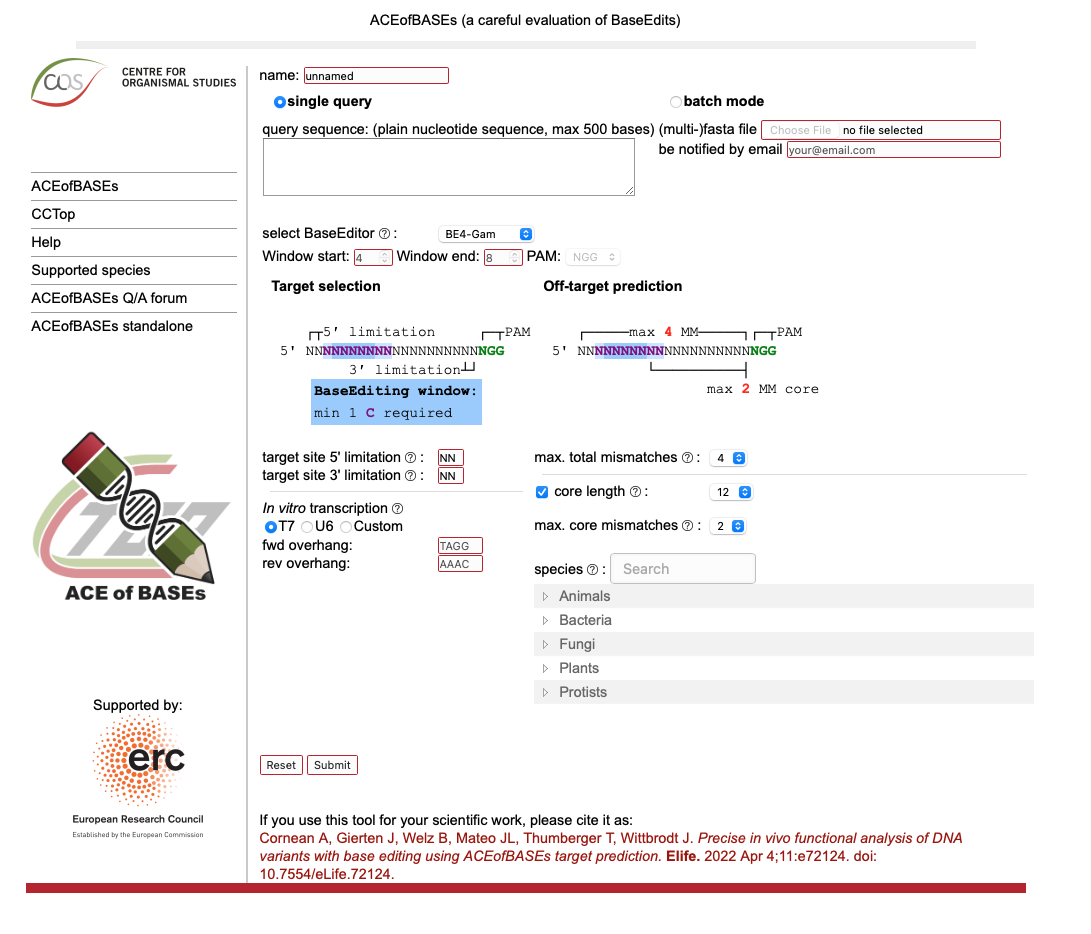 ACEofBASEs (a careful evaluation of BaseEdits)
COS
CENTRE FOR
ORGANISMAL STUDIES
ACEofBASEs
CCTop
Help
Supported species
ACEofBASEs Q/A forum
ACEofBASEs standalone
ACE of BASEs
Supported by:
erc
European Research Council
Established by the European Commission
name: unnamed
single query
batch mode
query sequence: (plain nucleotide sequence, max 500 bases)
(multi-)fasta file Choose File no file selected
be notified by email your@email.com
select BaseEditor ? : BE4-Gam
Window start: 4 Window end: 8 PAM: NGG
Target selection
5’ limitation PAM
5' NNNNNNNNNNNNNNNNNNNNNGG
3’ limitation
BaseEditing window:
min 1 C required
target site 5' limitation ? : NN
target site 3' limitation ? : NN
In vitro transcription ?
T7 U6 Custom
fwd overhang: TAGG
rev overhang: AAAC
Off-target prediction
max 4 MM PAM
5' NNNNNNNNNNNNNNNNNNNNNGG
max 2 MM core
max. total mismatches ? : 4
core length ? : 12
max. core mismatches ? : 2
species ? : Search
Animals
Bacteria
Fungi
Plants
Protists
Reset Submit
If you use this tool for your scientific work, please cite it as:
Cornean A, Gierten J, Welz B, Mateo JL, Thumberger T, Wittbrodt J. Precise in vivo functional analysis of DNA
variants with base editing using ACEofBASEs target prediction. Elife. 2022 Apr 4;11:e72124. doi:
10.7554/eLife.72124.